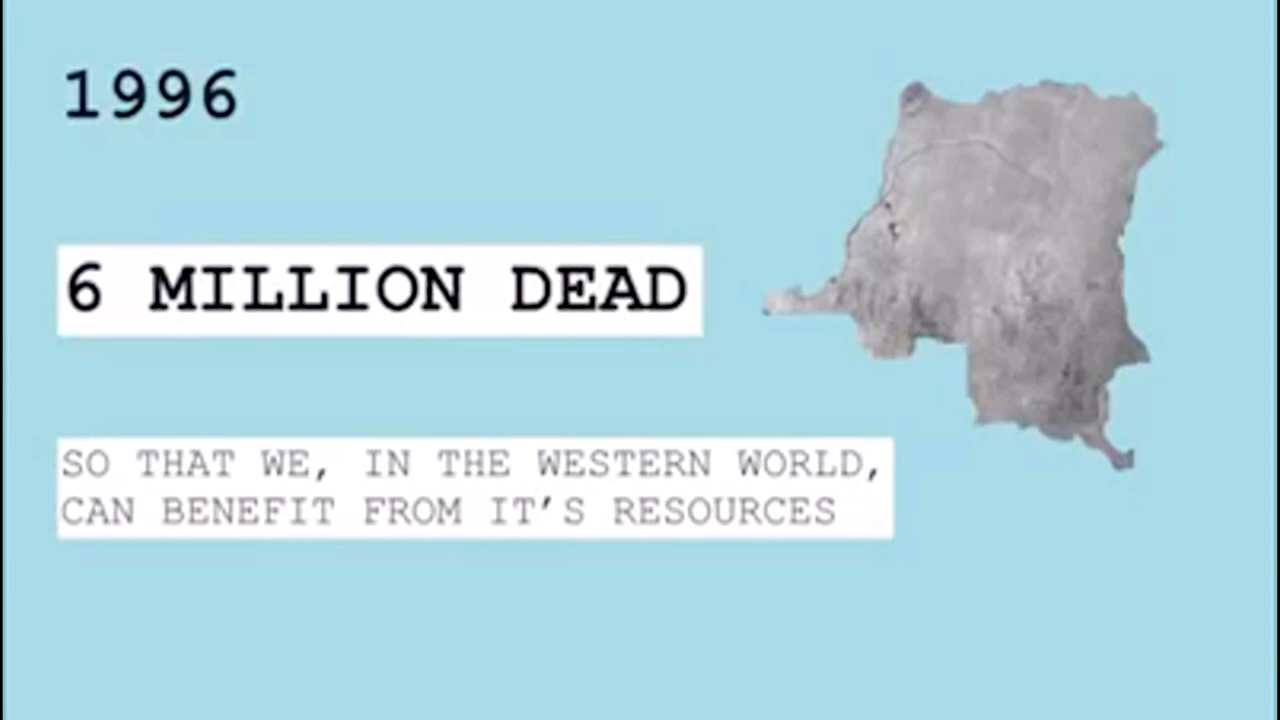 1996
6 MILLION DEAD
SO THAT WE, IN THE WESTERN WORLD,
CAN BENEFIT FROM IT'S RESOURCES